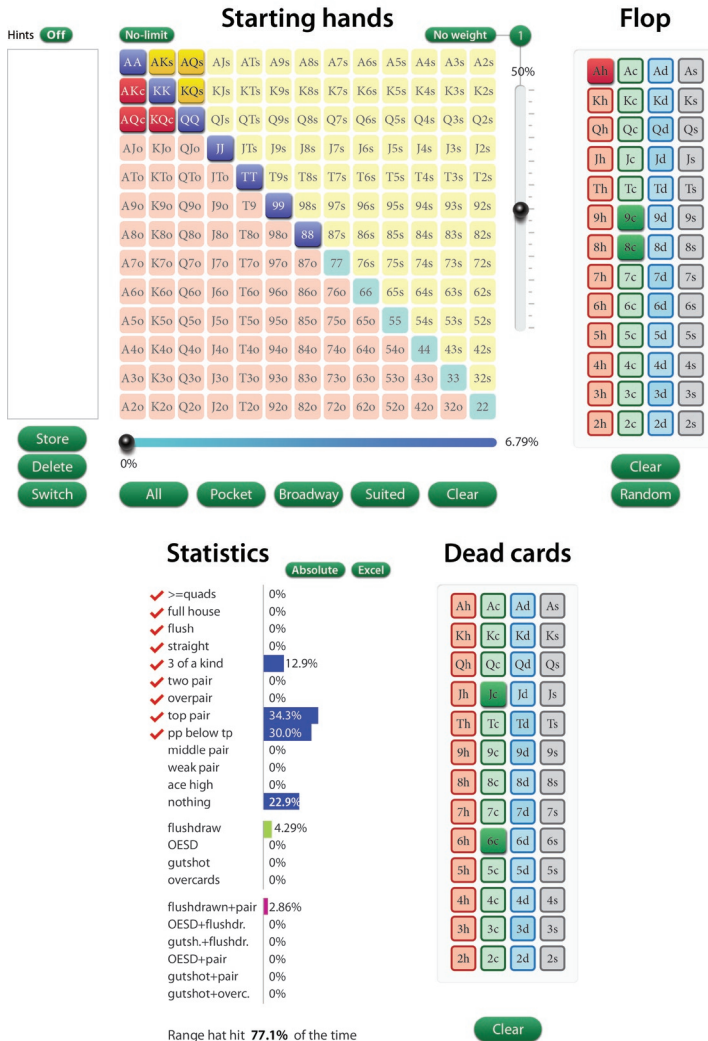 Starting hands
Flop
Hints Off
No-limit
No weight
1
AA AKs AQs AJs ATs A9s A8s A7s A6s A5s A4s A3s A2s
50%
AKc KK KQs KJs KTs K9s K8s K7s K6s K5s K4s K3s K2s
AQc KQc QQ QJs QTs Q9s Q8s Q7s Q6s Q5s Q4s Q3s Q2s
AJo KJo QJo JJ JTs J9s J8s J7s J6s J5s J4s J3s J2s
ATo KTo QTo JTo TT T9s T8s T7s T6s T5s T4s T3s T2s
A9o K9o Q9o J9o T9 99 98s 97s 96s 95s 94s 93s 92s
A8o K8o Q8o J8o T8o 98o 88 87s 86s 85s 84s 83s 82s
A7o K7o Q7o J7o T7o 97o 87o 77 76s 75s 74s 73s 72s
A6o K6o Q6o J6o T6o 96o 86o 76o 66 65s 64s 63s 62s
A5o K5o Q5o J5o T5o 95o 85o 75o 65o 55 54s 53s 52s
A4o K4o Q4o J4o T4o 94o 84o 74o 64o 54o 44 43s 42s
A3o K3o Q3o J3o T3o 93o 83o 73o 63o 53o 43o 33 32s
A2o K2o Q2o J2o T2o 92o 82o 72o 62o 52o 42o 32o 22
Ah Ac Ad As
Kh Kc Kd Ks
Qh Qc Qd Qs
Jh Jc Jd Js
Th Tc Td Ts
9h 9c 9d 9s
8h 8c 8d 8s
7h 7c 7d 7s
6h 6c 6d 6s
5h 5c 5d 5s
4h 4c 4d 4s
3h 3c 3d 3s
2h 2c 2d 2s
Store
Delete
Switch
6.79%
0%
All Pocket Broadway Suited Clear
Clear
Random
Statistics
Absolute Excel
>=quads 0%
full house 0%
flush 0%
straight 0%
3 of a kind 12.9%
two pair 0%
overpair 0%
top pair 34.3%
pp below tp 30.0%
middle pair 0%
weak pair 0%
ace high 0%
nothing 22.9%
flushdraw 4.29%
OESD 0%
gutshot 0%
overcards 0%
flushdrawn+pair 2.86%
OESD+flushdr. 0%
gutsh.+flushdr. 0%
OESD+pair 0%
gutshot+pair 0%
gutshot+overc. 0%
Range hat hit 77.1% of the time
Dead cards
Ah Ac Ad As
Kh Kc Kd Ks
Qh Qc Qd Qs
Jh Jc Jd Js
Th Tc Td Ts
9h 9c 9d 9s
8h 8c 8d 8s
7h 7c 7d 7s
6h 6c 6d 6s
5h 5c 5d 5s
4h 4c 4d 4s
3h 3c 3d 3s
2h 2c 2d 2s
Clear